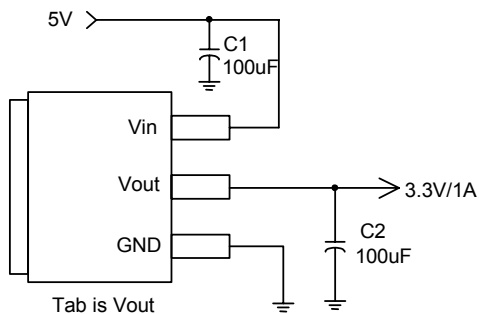 5V
C1
100uF
Vin
Vout
3.3V/1A
GND
C2
100uF
Tab is Vout